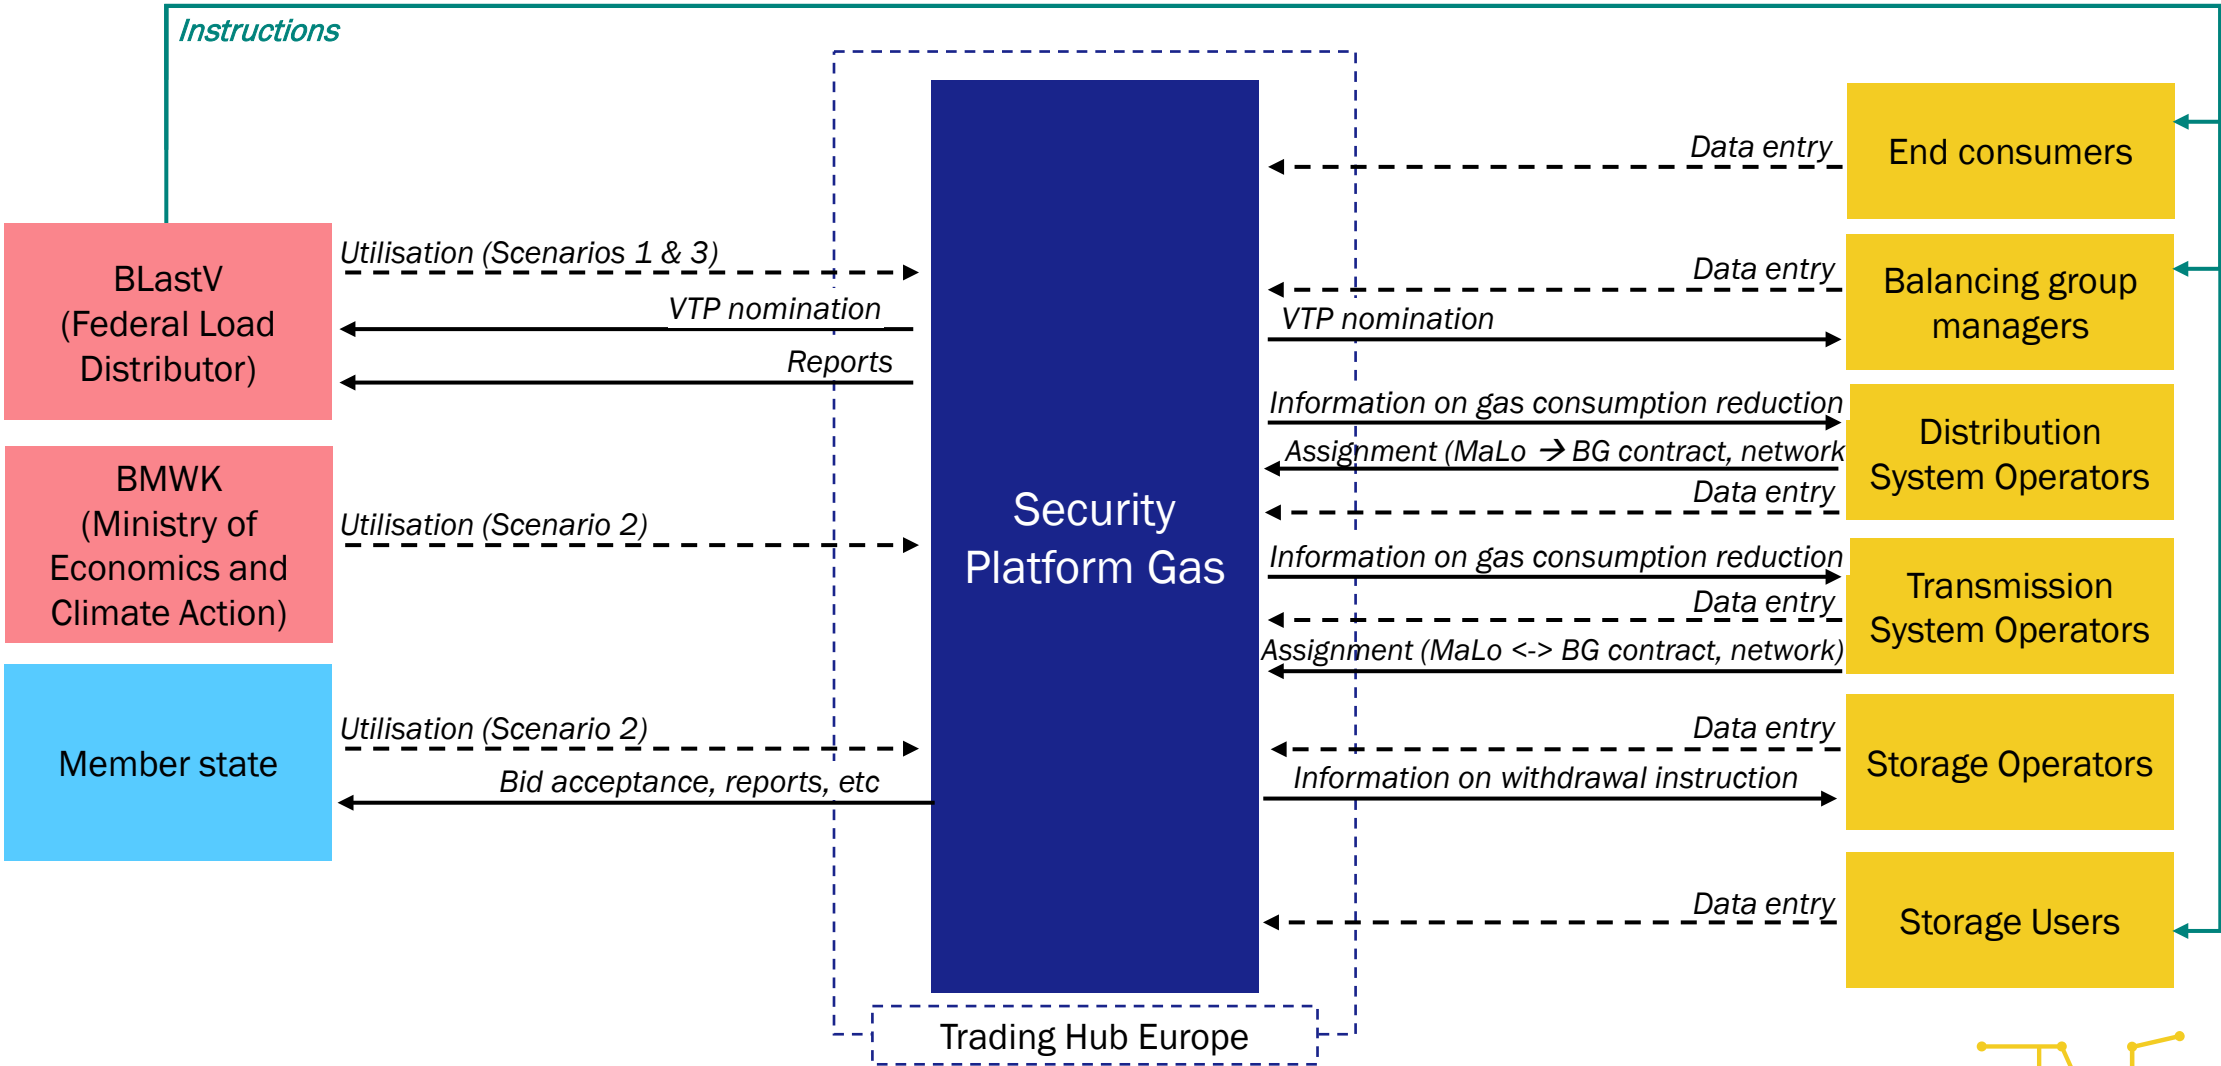 Instructions
BLastV
(Federal Load
Distributor)
Utilisation (Scenarios 1 & 3)
VTP nomination
Reports
BMWK
(Ministry of
Economics and
Climate Action)
Utilisation (Scenario 2)
Member state
Utilisation (Scenario 2)
Bid acceptance, reports, etc
Security
Platform Gas
Trading Hub Europe
Data entry
End consumers
Data entry
VTP nomination
Balancing group
managers
Information on gas consumption reduction
Assignment (MaLo → BG contract, network
Data entry
Distribution
System Operators
Information on gas consumption reduction
Data entry
Assignment (MaLo <-> BG contract, network)
Transmission
System Operators
Data entry
Information on withdrawal instruction
Storage Operators
Data entry
Storage Users